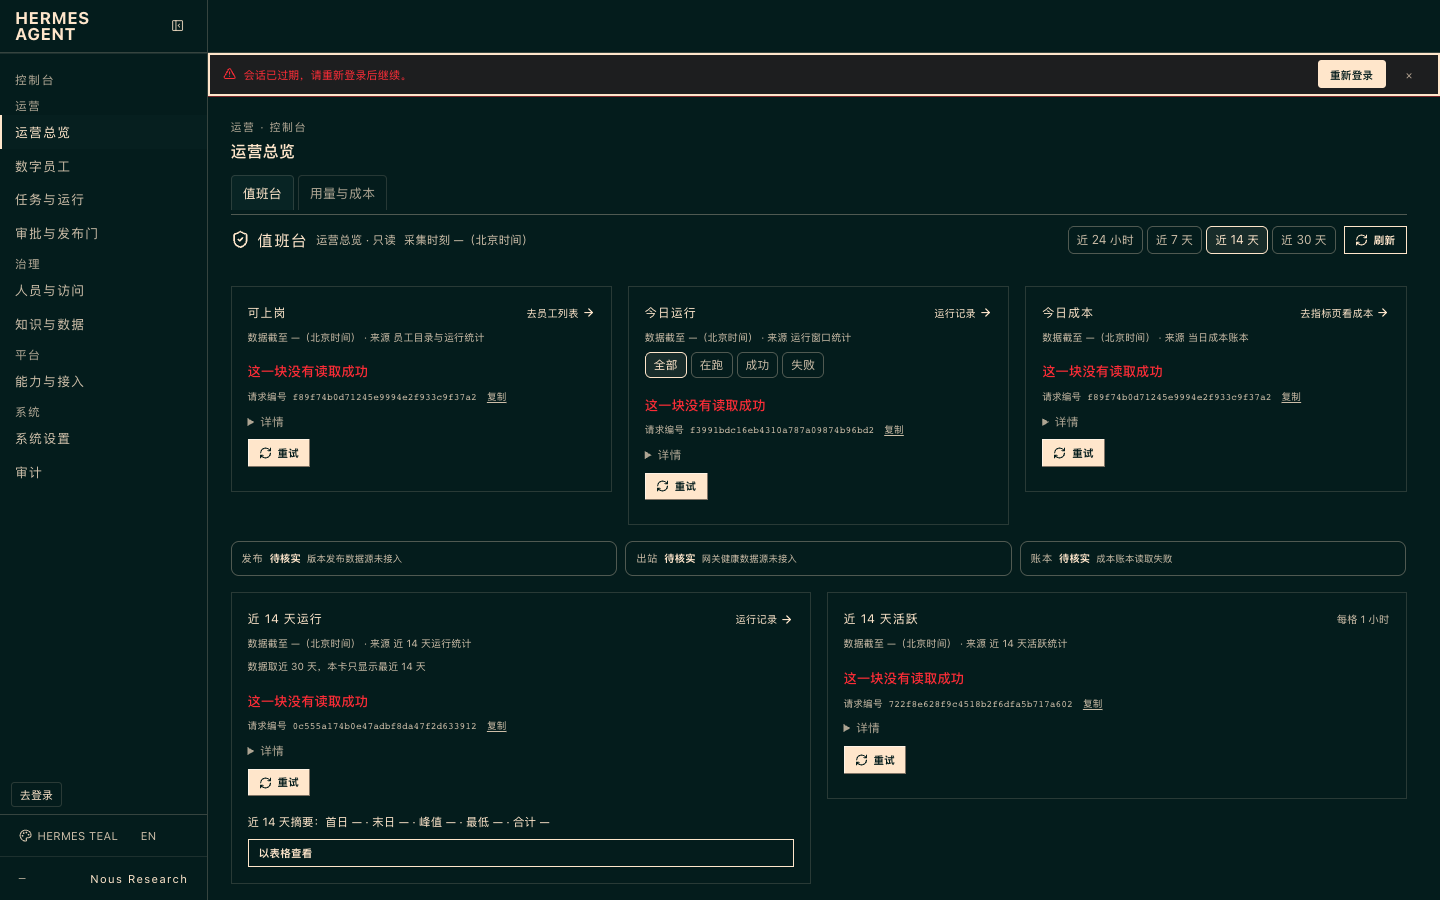 HERMES
AGENT
控制台
运营
运营总览
数字员工
任务与运行
审批与发布门
治理
人员与访问
知识与数据
平台
能力与接入
系统
系统设置
审计
去登录
HERMES TEAL EN
— Nous Research
会话已过期，请重新登录后继续。 重新登录 ×
运营 · 控制台
运营总览
值班台 用量与成本
值班台 运营总览 · 只读 采集时刻 —（北京时间） 近 24 小时 近 7 天 近 14 天 近 30 天 刷新
可上岗 去员工列表 →
数据截至 —（北京时间） · 来源 员工目录与运行统计
这一块没有读取成功
请求编号 f89f74b0d71245e9994e2f933c9f37a2 复制
▶ 详情
重试
今日运行 运行记录 →
数据截至 —（北京时间） · 来源 运行窗口统计
全部 在跑 成功 失败
这一块没有读取成功
请求编号 f3991bdc16eb4310a787a09874b96bd2 复制
▶ 详情
重试
今日成本 去指标页看成本 →
数据截至 —（北京时间） · 来源 当日成本账本
这一块没有读取成功
请求编号 f89f74b0d71245e9994e2f933c9f37a2 复制
▶ 详情
重试
发布 待核实 版本发布数据源未接入
出站 待核实 网关健康数据源未接入
账本 待核实 成本账本读取失败
近 14 天运行 运行记录 →
数据截至 —（北京时间） · 来源 近 14 天运行统计
数据取近 30 天，本卡只显示最近 14 天
这一块没有读取成功
请求编号 0c555a174b0e47adbf8da47f2d633912 复制
▶ 详情
重试
近 14 天摘要：首日 — · 末日 — · 峰值 — · 最低 — · 合计 —
以表格查看
近 14 天活跃 每格 1 小时
数据截至 —（北京时间） · 来源 近 14 天活跃统计
这一块没有读取成功
请求编号 722f8e628f9c4518b2f6dfa5b717a602 复制
▶ 详情
重试